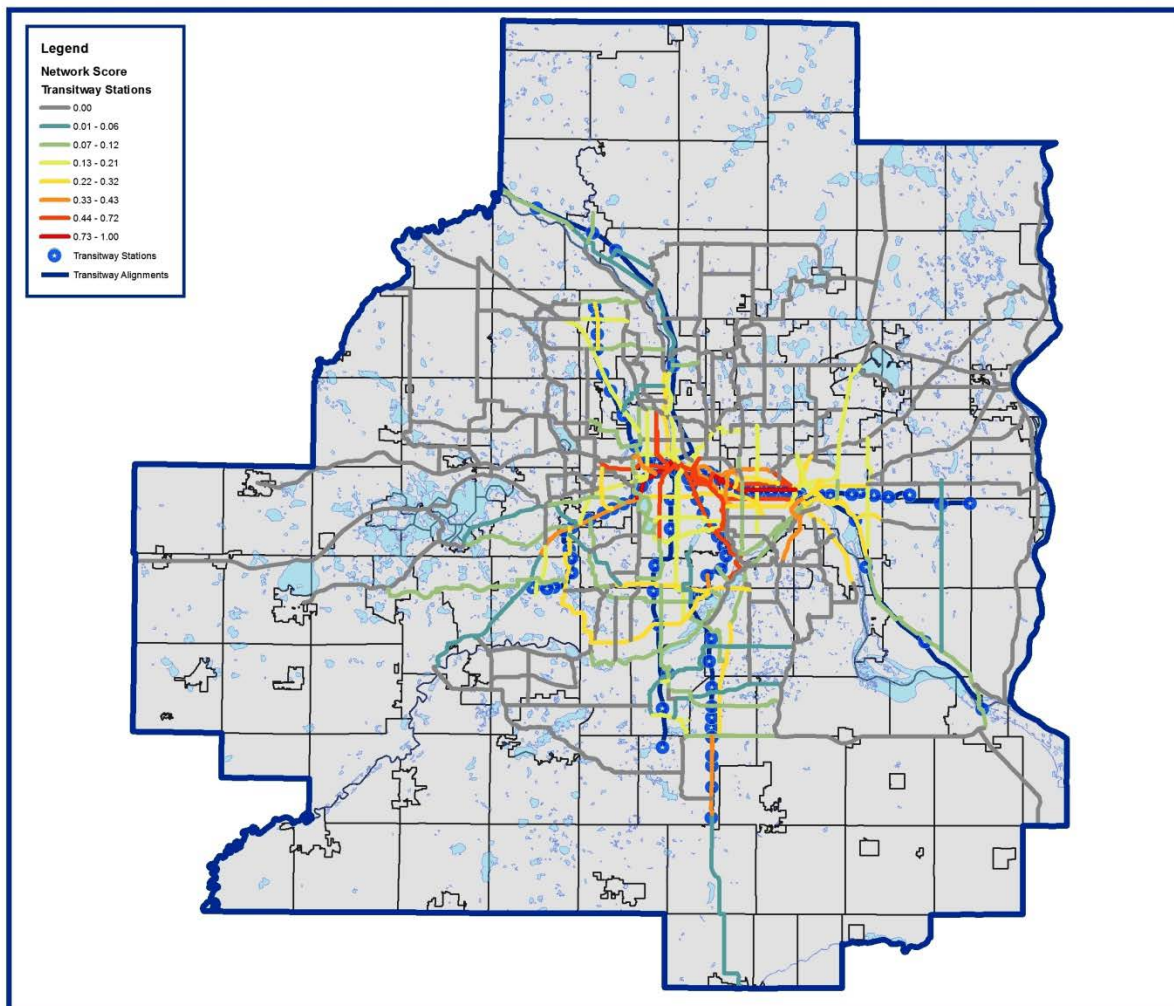 Legend
Network Score
Transitway Stations
0.00
0.01 - 0.06
0.07 - 0.12
0.13 - 0.21
0.22 - 0.32
0.33 - 0.43
0.44 - 0.72
0.73 - 1.00
Transitway Stations
Transitway Alignments